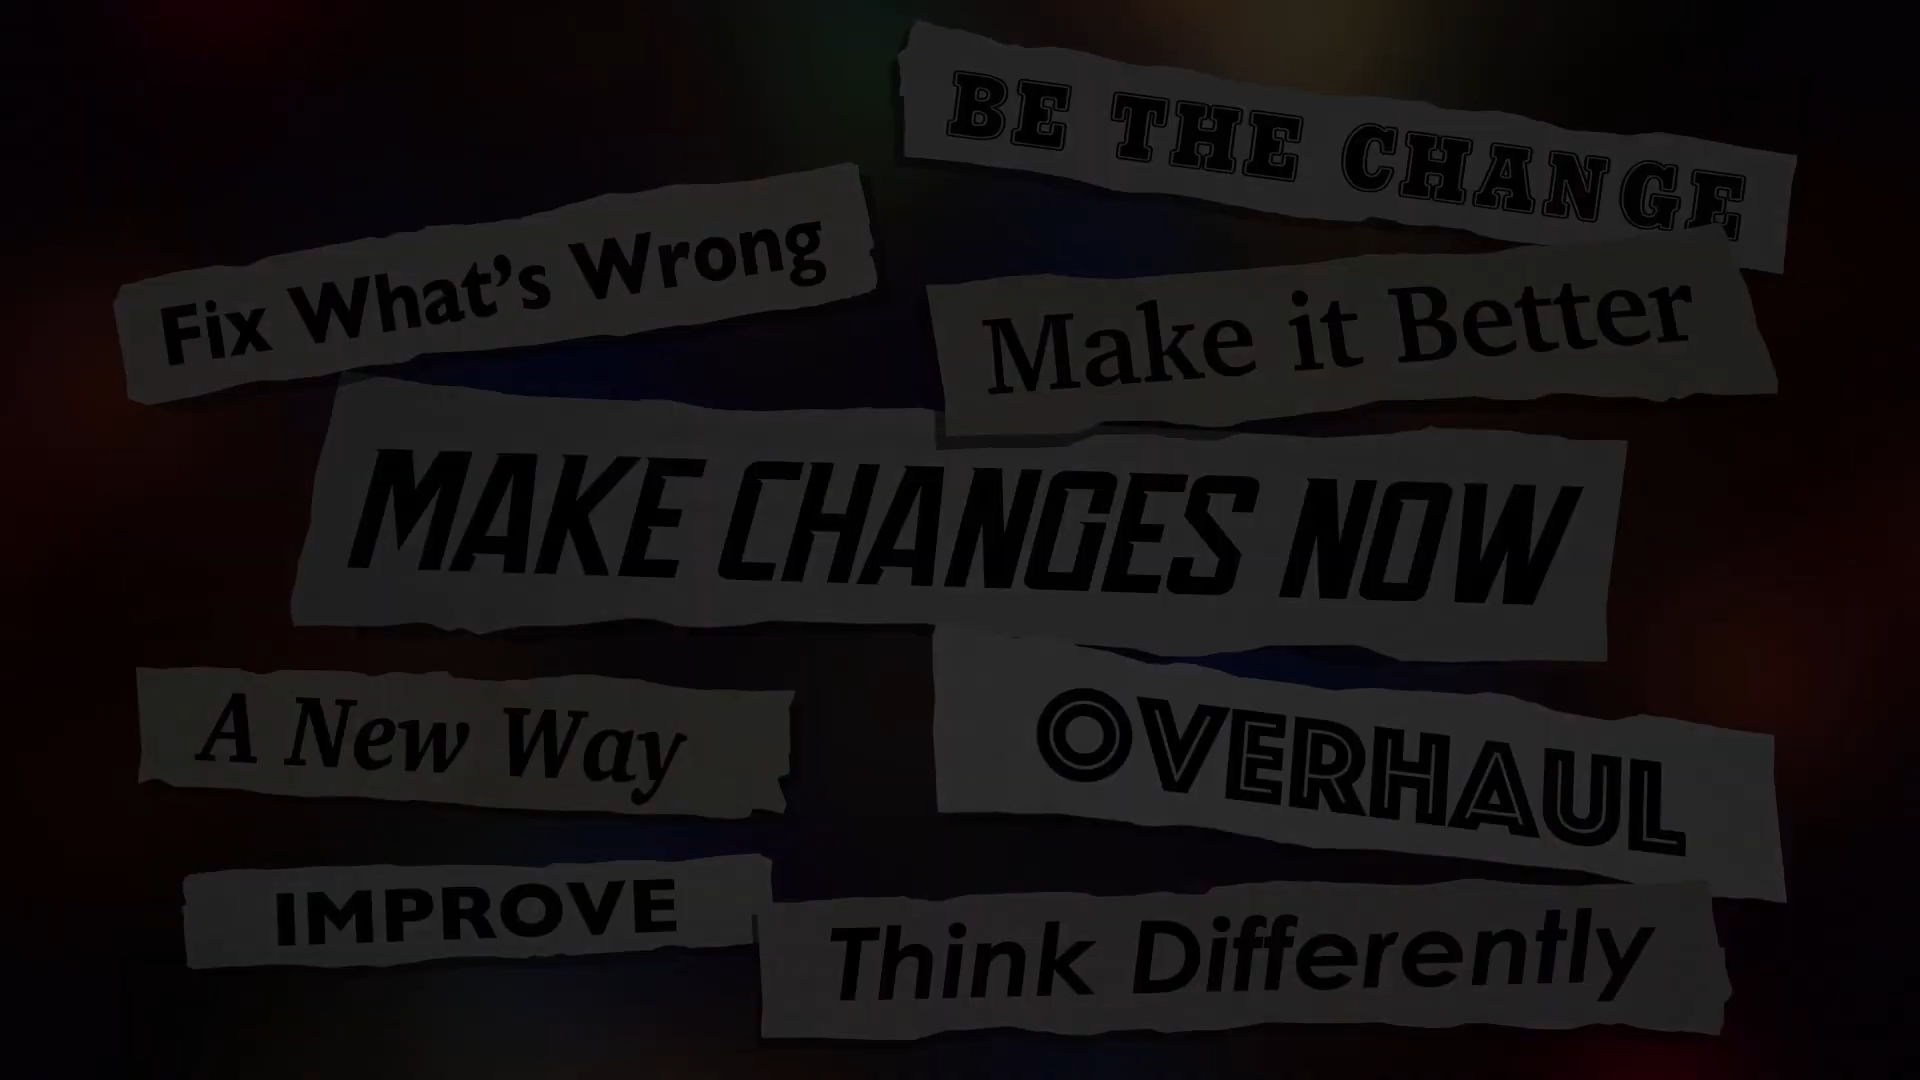 BE THE CHANGE
Fix What's Wrong
Make it Better
MAKE CHANGES NOW
A New Way
OVERHAUL
IMPROVE
Think Differently